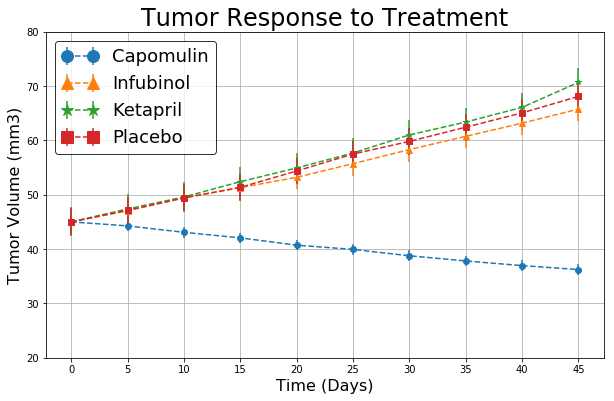 Tumor Response to Treatment
80
70
60
50
40
30
20
Tumor Volume (mm3)
Capomulin
Infubinol
Ketapril
Placebo
0 5 10 15 20 25 30 35 40 45
Time (Days)